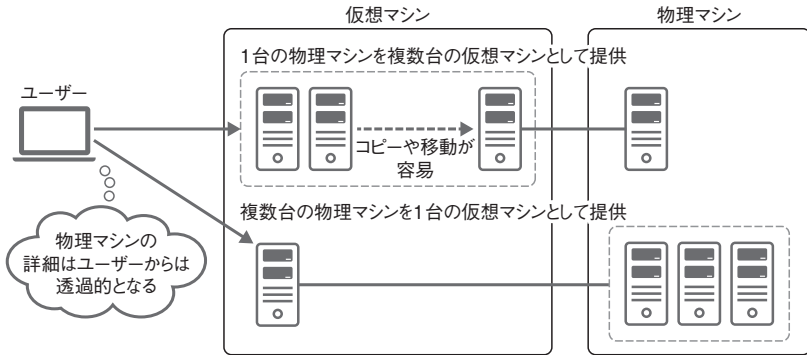 仮想マシン
物理マシン
1台の物理マシンを複数台の仮想マシンとして提供
ユーザー
コピーや移動が
容易
複数台の物理マシンを1台の仮想マシンとして提供
物理マシンの
詳細はユーザーからは
透過的となる